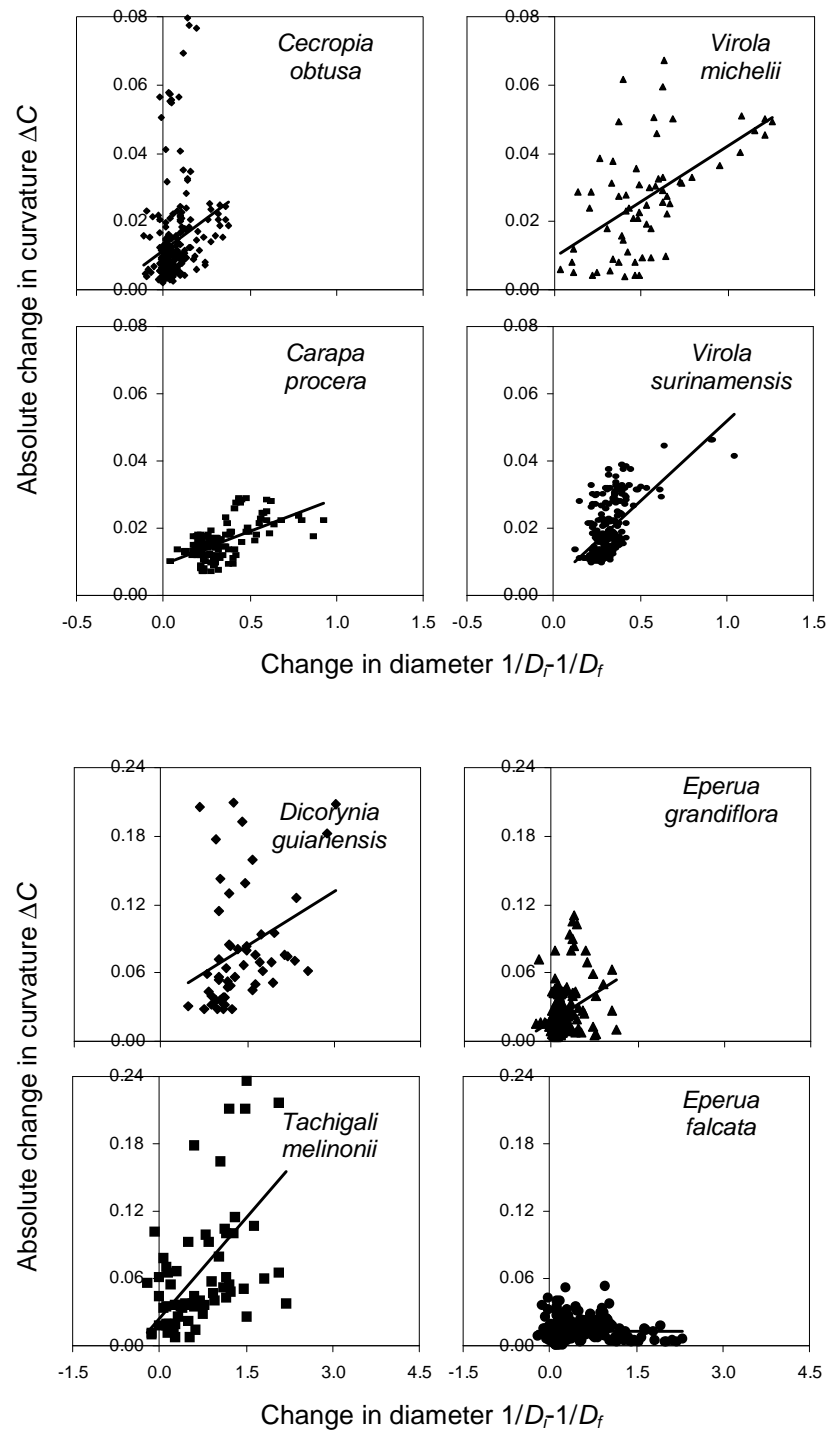 Absolute change in curvature ΔC
0.08
0.06
0.04
0.02
0.00
Cecropia
obtusa
0.08
0.06
0.04
0.02
0.00
Virola
michelii
0.08
0.06
0.04
0.02
0.00
-0.5 0.0 0.5 1.0 1.5
Carapa
procera
0.08
0.06
0.04
0.02
0.00
-0.5 0.0 0.5 1.0 1.5
Virola
surinamensis
Change in diameter 1/Di-1/Df
Absolute change in curvature ΔC
0.24
0.18
0.12
0.06
0.00
Dicorynia
guianensis
0.24
0.18
0.12
0.06
0.00
Eperua
grandiflora
0.24
0.18
0.12
0.06
0.00
-1.5 0.0 1.5 3.0 4.5
Tachigali
melinonii
0.24
0.18
0.12
0.06
0.00
-1.5 0.0 1.5 3.0 4.5
Eperua
falcata
Change in diameter 1/Di-1/Df